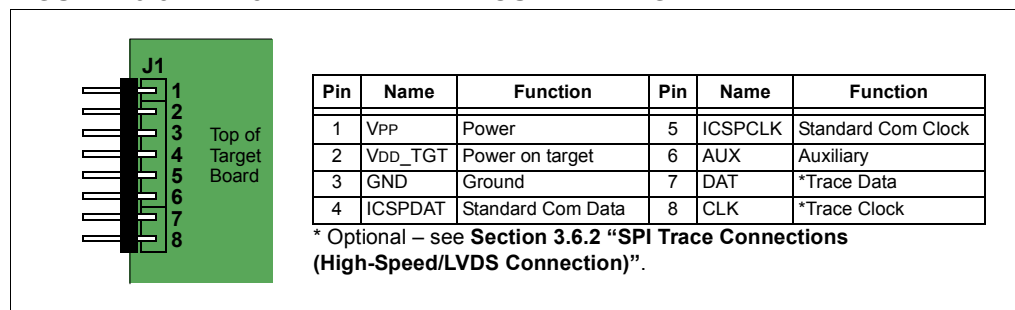 J1
1
2
3
4
5
6
7
8
Top of
Target
Board
Pin Name Function Pin Name Function
1 VPP Power 5 ICSPCLK Standard Com Clock
2 VDD_TGT Power on target 6 AUX Auxiliary
3 GND Ground 7 DAT *Trace Data
4 ICSPDAT Standard Com Data 8 CLK *Trace Clock
* Optional – see Section 3.6.2 “SPI Trace Connections
(High-Speed/LVDS Connection)”.